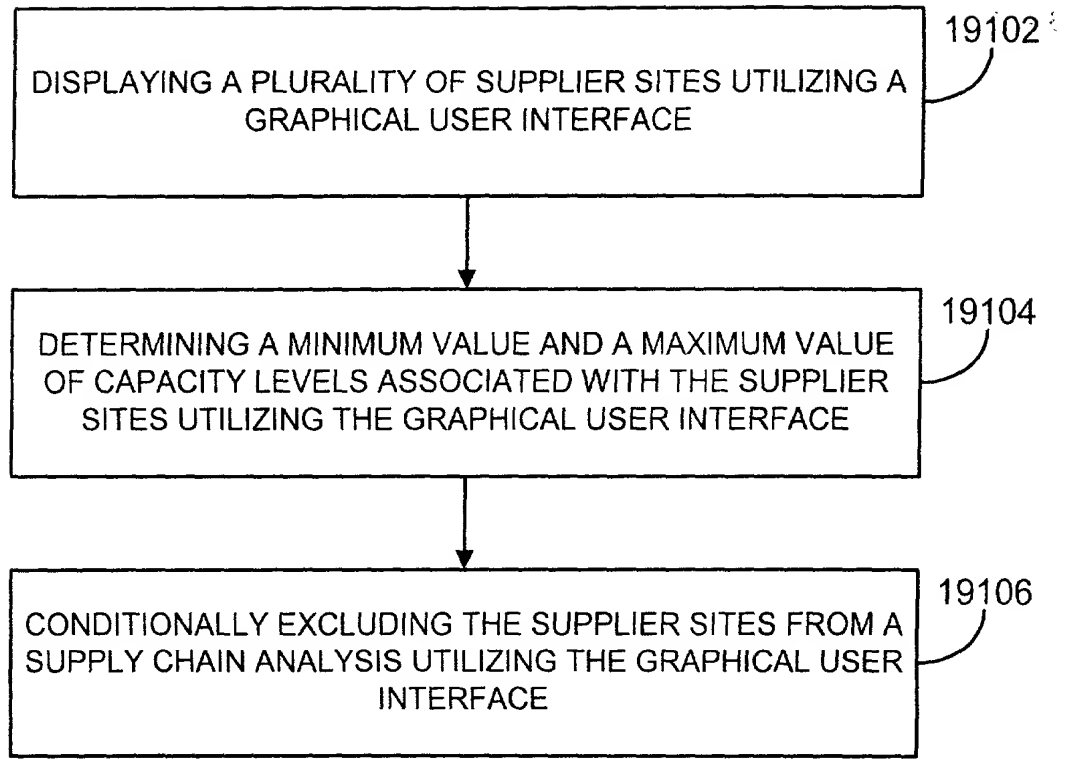 19102
DISPLAYING A PLURALITY OF SUPPLIER SITES UTILIZING A
GRAPHICAL USER INTERFACE
19104
DETERMINING A MINIMUM VALUE AND A MAXIMUM VALUE
OF CAPACITY LEVELS ASSOCIATED WITH THE SUPPLIER
SITES UTILIZING THE GRAPHICAL USER INTERFACE
19106
CONDITIONALLY EXCLUDING THE SUPPLIER SITES FROM A
SUPPLY CHAIN ANALYSIS UTILIZING THE GRAPHICAL USER
INTERFACE